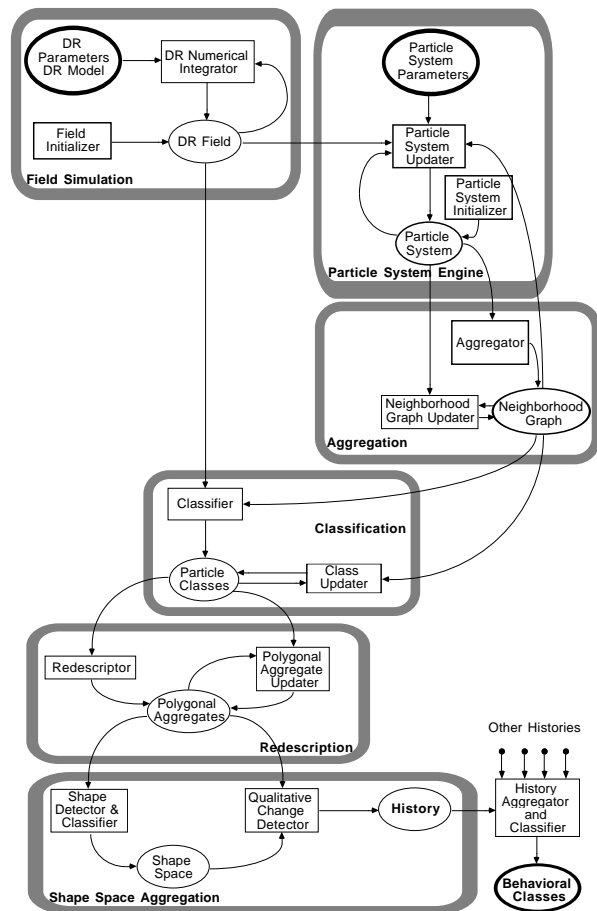 DR
Parameters
DR Model
DR Numerical
Integrator
Field
Initializer
DR Field
Field Simulation
Particle
System
Parameters
Particle
System
Updater
Particle
System
Initializer
Particle
System
Particle System Engine
Aggregator
Neighborhood
Graph Updater
Neighborhood
Graph
Aggregation
Classifier
Classification
Particle
Classes
Class
Updater
Redescriptor
Polygonal
Aggregate
Updater
Polygonal
Aggregates
Redescription
Other Histories
Shape
Detector &
Classifier
Qualitative
Change
Detector
History
History
Aggregator
and
Classifier
Shape
Space
Shape Space Aggregation
Behavioral
Classes